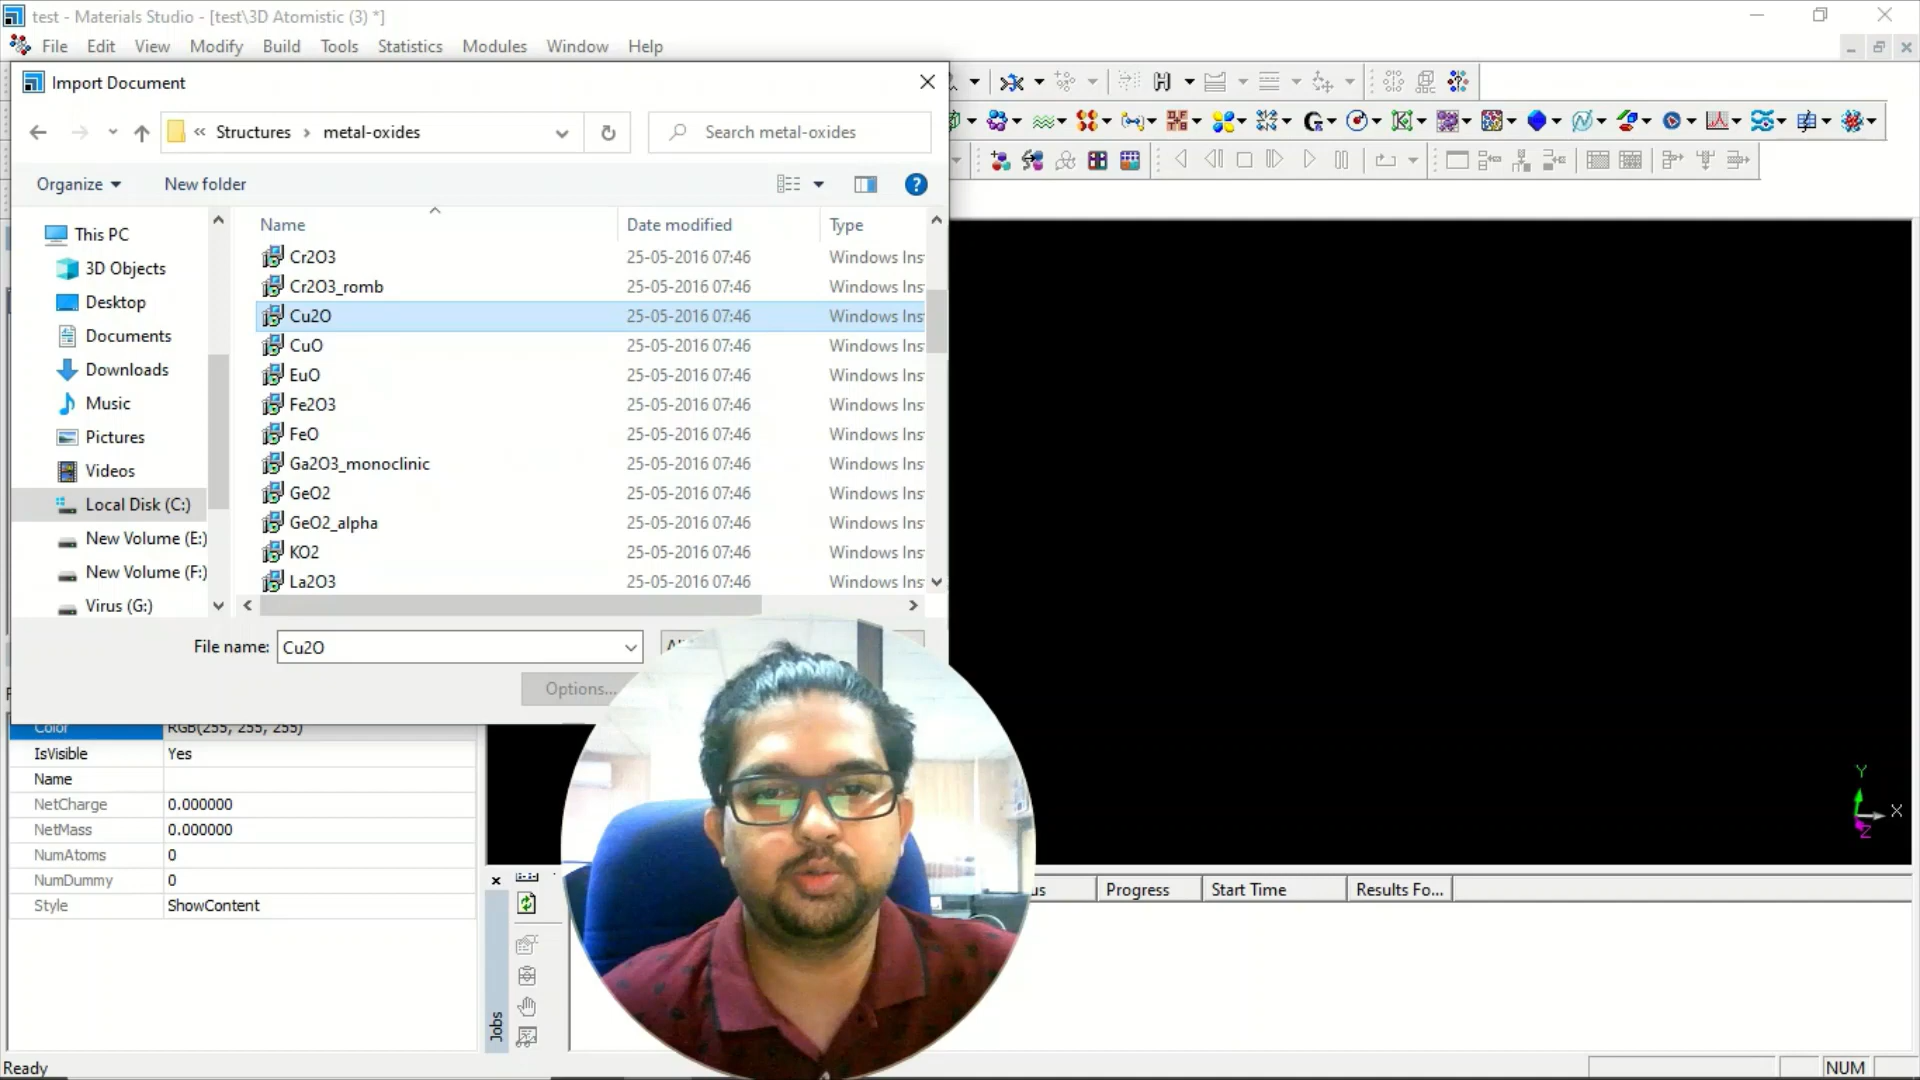 test - Materials Studio - [test\3D Atomistic (3) *]
File Edit View Modify Build Tools Statistics Modules Window Help
Import Document
« Structures › metal-oxides
Search metal-oxides
Organize
New folder
Name Date modified Type
This PC
3D Objects
Desktop
Documents
Downloads
Music
Pictures
Videos
Local Disk (C:)
New Volume (E:)
New Volume (F:)
Virus (G:)
Cr2O3 25-05-2016 07:46 Windows Ins
Cr2O3_romb 25-05-2016 07:46 Windows Ins
Cu2O 25-05-2016 07:46 Windows Ins
CuO 25-05-2016 07:46 Windows Ins
EuO 25-05-2016 07:46 Windows Ins
Fe2O3 25-05-2016 07:46 Windows Ins
FeO 25-05-2016 07:46 Windows Ins
Ga2O3_monoclinic 25-05-2016 07:46 Windows Ins
GeO2 25-05-2016 07:46 Windows Ins
GeO2_alpha 25-05-2016 07:46 Windows Ins
KO2 25-05-2016 07:46 Windows Ins
La2O3 25-05-2016 07:46 Windows Ins
File name: Cu2O
Options...
Color RGB(255, 255, 255)
IsVisible Yes
Name
NetCharge 0.000000
NetMass 0.000000
NumAtoms 0
NumDummy 0
Style ShowContent
Y
X
Z
Progress Start Time Results Fo...
Jobs
Ready
NUM